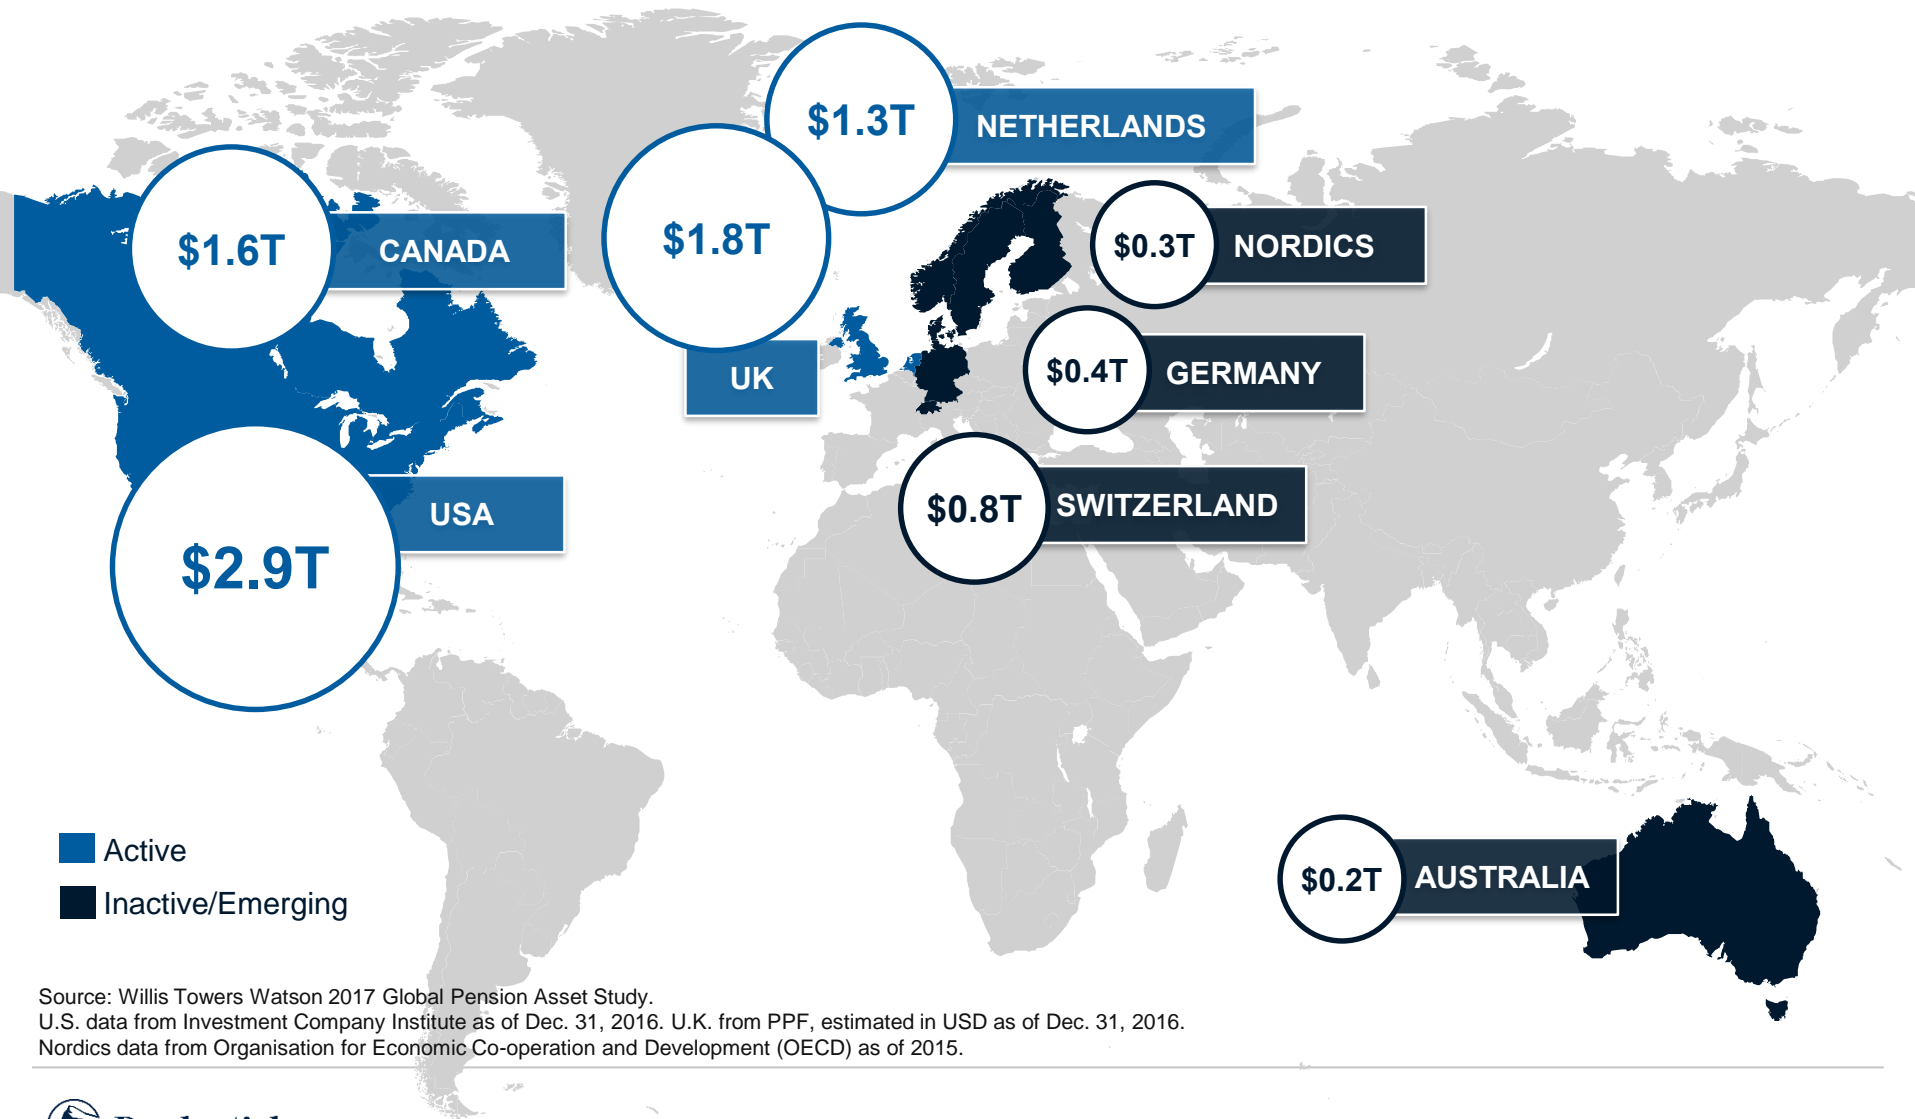 $1.3T
NETHERLANDS
$1.6T
CANADA
$1.8T
UK
$0.3T
NORDICS
$0.4T
GERMANY
$2.9T
USA
$0.8T
SWITZERLAND
$0.2T
AUSTRALIA
Active
Inactive/Emerging
Source: Willis Towers Watson 2017 Global Pension Asset Study.
U.S. data from Investment Company Institute as of Dec. 31, 2016. U.K. from PPF, estimated in USD as of Dec. 31, 2016.
Nordics data from Organisation for Economic Co-operation and Development (OECD) as of 2015.